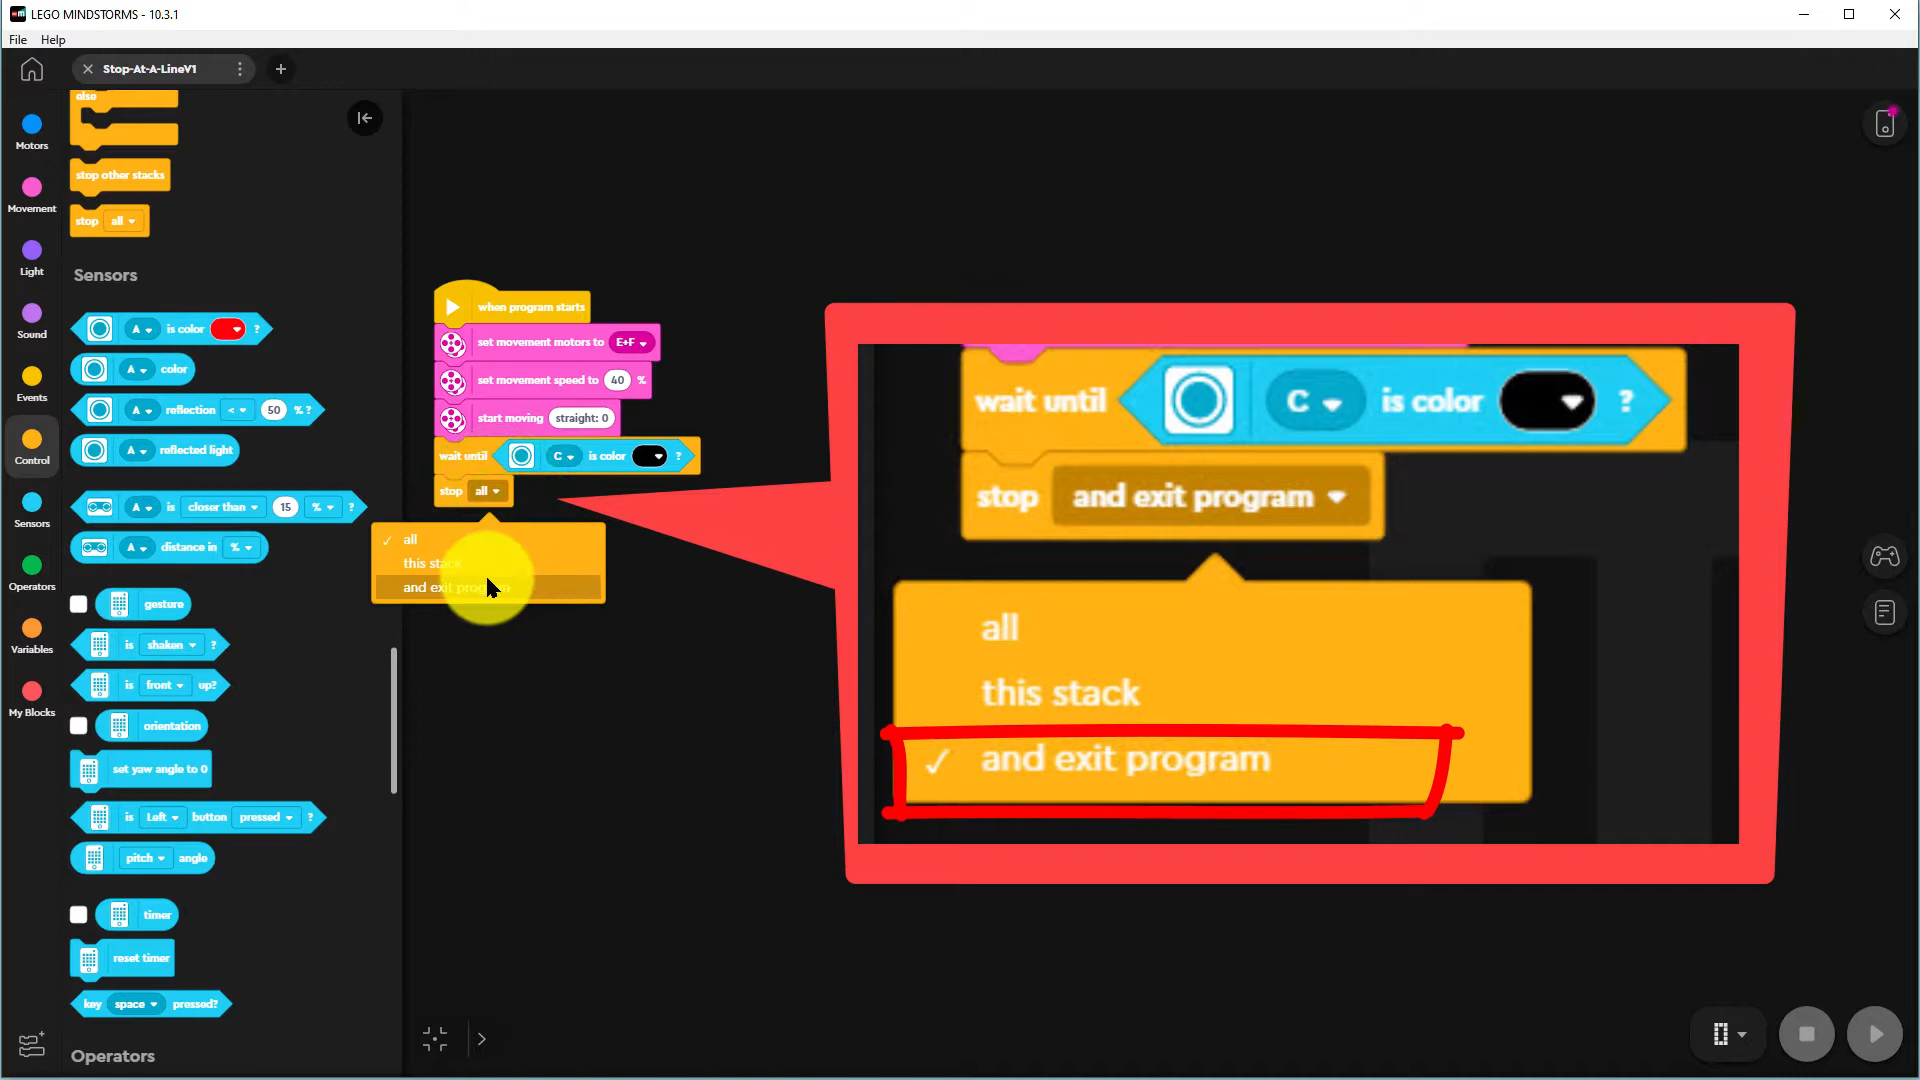 LEGO MINDSTORMS - 10.3.1
File Help
Stop-At-A-LineV1
Motors
Movement
Light
Sound
Events
Control
Sensors
Operators
Variables
My Blocks
else
stop other stacks
stop all
Sensors
A is color ?
A color
A reflection < 50 % ?
A reflected light
A is closer than 15 % ?
A distance in %
gesture
is shaken ?
is front up?
orientation
set yaw angle to 0
is Left button pressed ?
pitch angle
timer
reset timer
key space pressed?
Operators
when program starts
set movement motors to E+F
set movement speed to 40 %
start moving straight: 0
wait until C is color ?
stop all
✓ all
this stack
and exit program
wait until C is color ?
stop and exit program
all
this stack
✓ and exit program